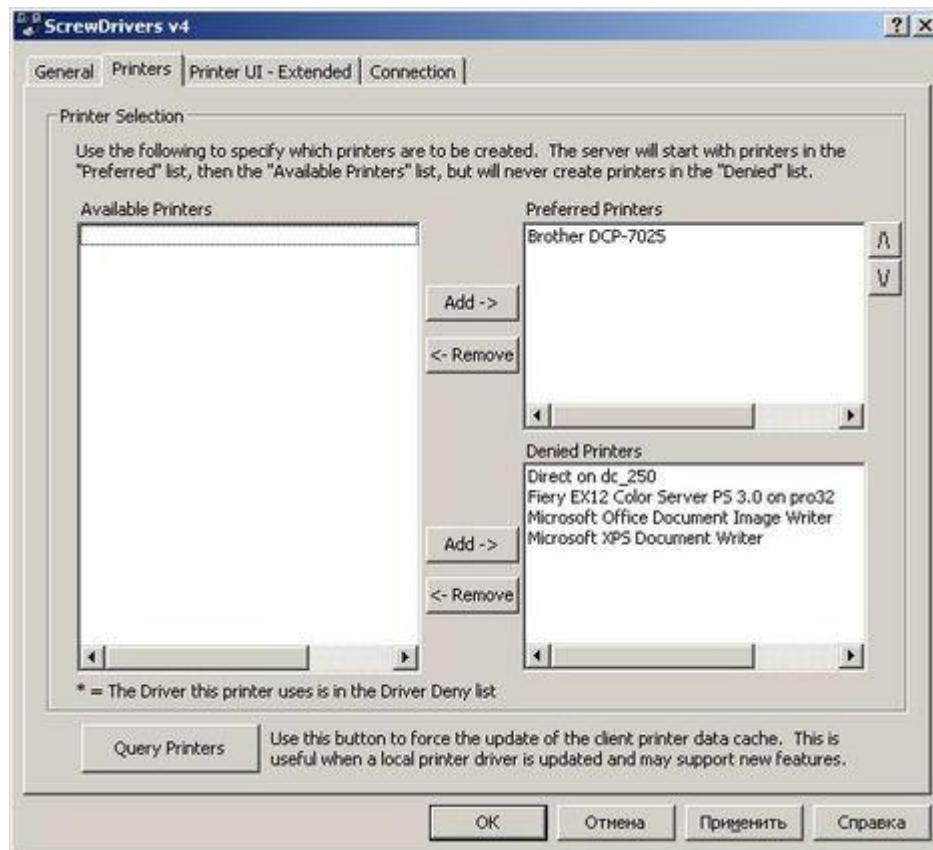 ScrewDrivers v4
General
Printers
Printer UI - Extended
Connection
Printer Selection
Use the following to specify which printers are to be created. The server will start with printers in the
"Preferred" list, then the "Available Printers" list, but will never create printers in the "Denied" list.
Available Printers
Preferred Printers
Brother DCP-7025
/\
\/
Add ->
<- Remove
Denied Printers
Direct on dc_250
Fiery EX12 Color Server PS 3.0 on pro32
Microsoft Office Document Image Writer
Microsoft XPS Document Writer
Add ->
<- Remove
* = The Driver this printer uses is in the Driver Deny list
Query Printers
Use this button to force the update of the client printer data cache. This is
useful when a local printer driver is updated and may support new features.
OK
Отмена
Применить
Справка